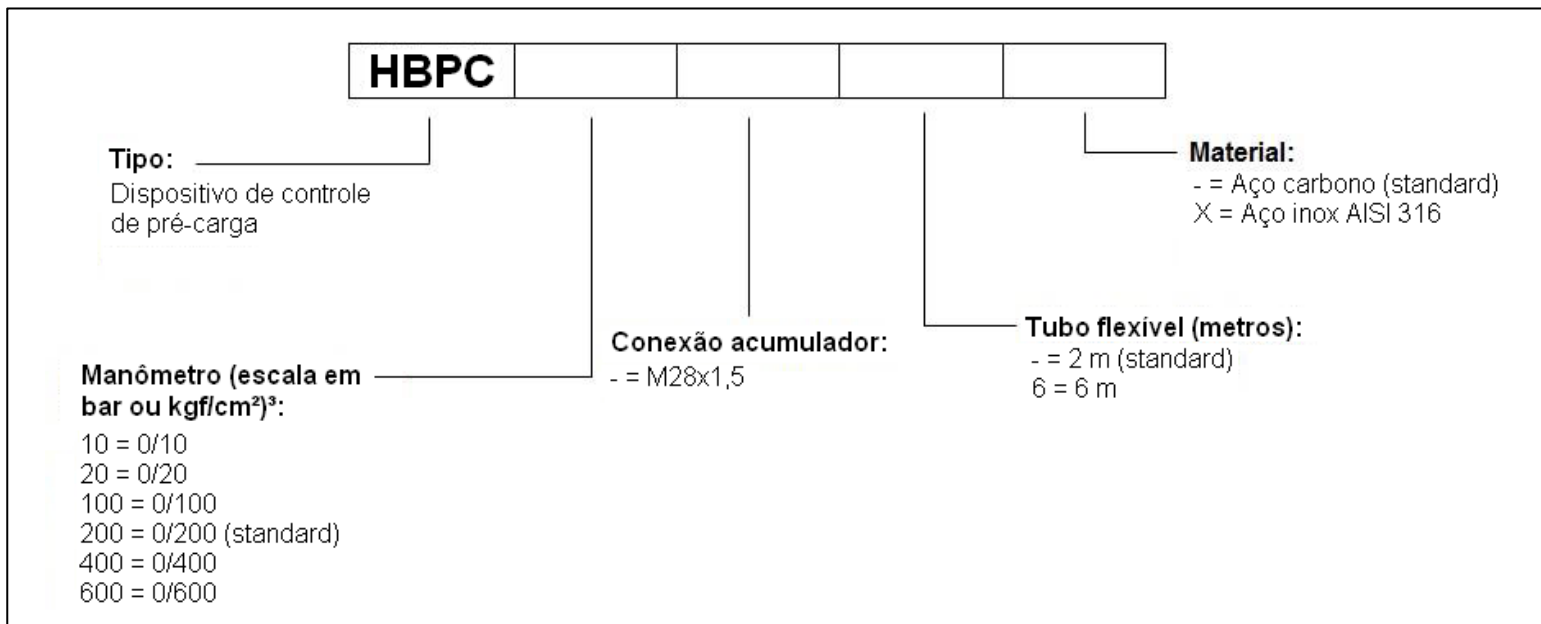 HBPC
Tipo:
Dispositivo de controle
de pré-carga
Manômetro (escala em
bar ou kgf/cm²)³:
10 = 0/10
20 = 0/20
100 = 0/100
200 = 0/200 (standard)
400 = 0/400
600 = 0/600
Conexão acumulador:
- = M28x1,5
Tubo flexível (metros):
- = 2 m (standard)
6 = 6 m
Material:
- = Aço carbono (standard)
X = Aço inox AISI 316